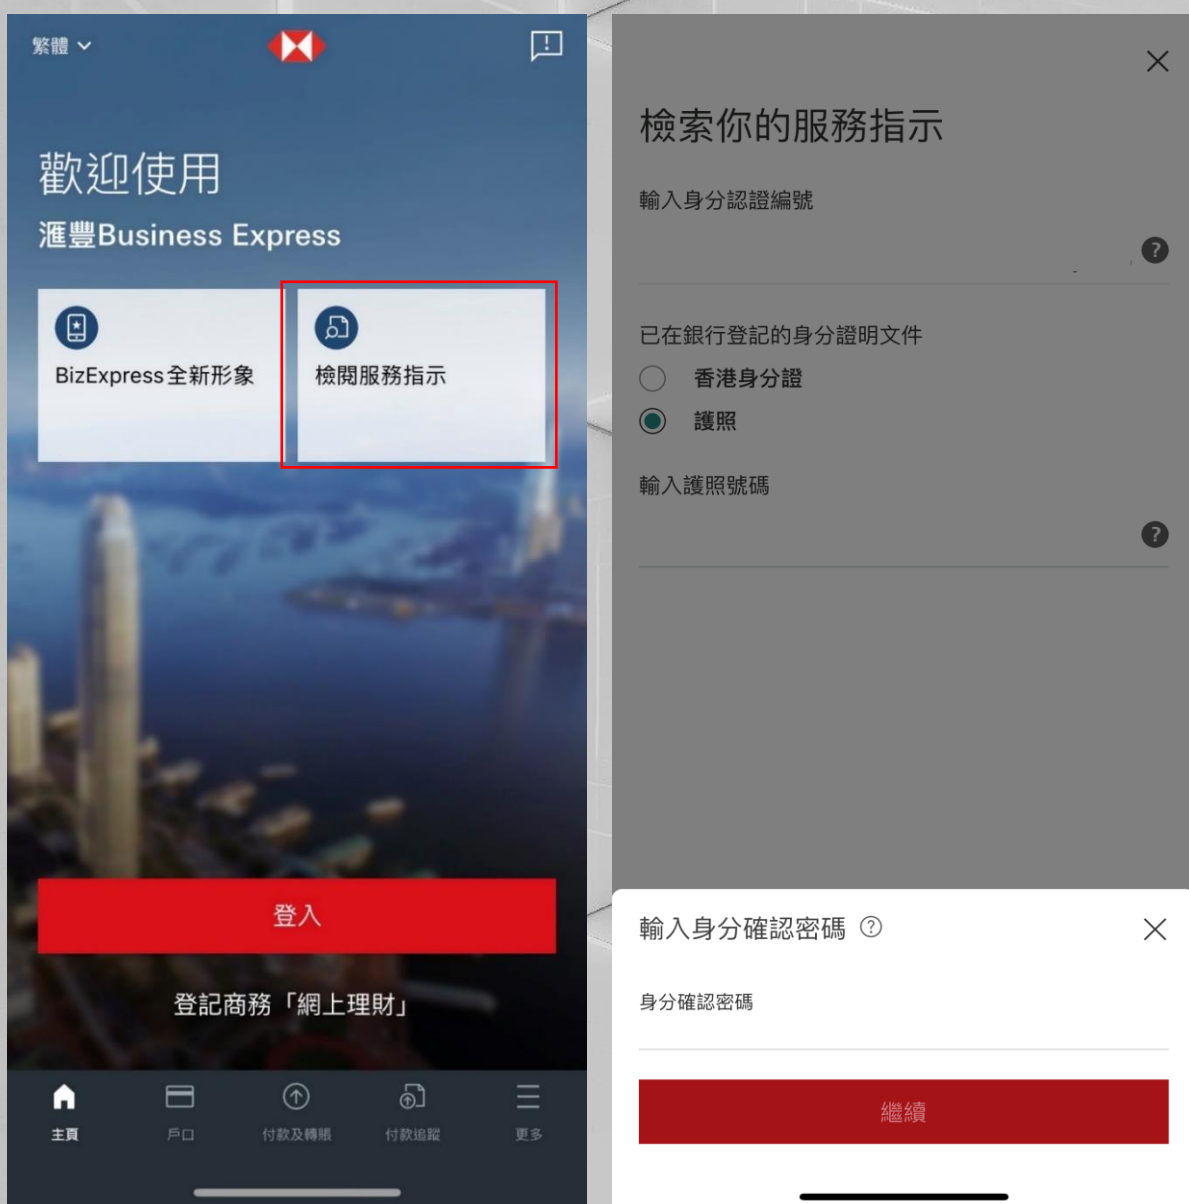 繁體
歡迎使用
滙豐Business Express
BizExpress全新形象
檢閱服務指示
登入
登記商務「網上理財」
主頁
戶口
付款及轉賬
付款追蹤
更多
檢索你的服務指示
輸入身分認證編號
?
已在銀行登記的身分證明文件
香港身分證
護照
輸入護照號碼
?
輸入身分確認密碼 ?
身分確認密碼
繼續